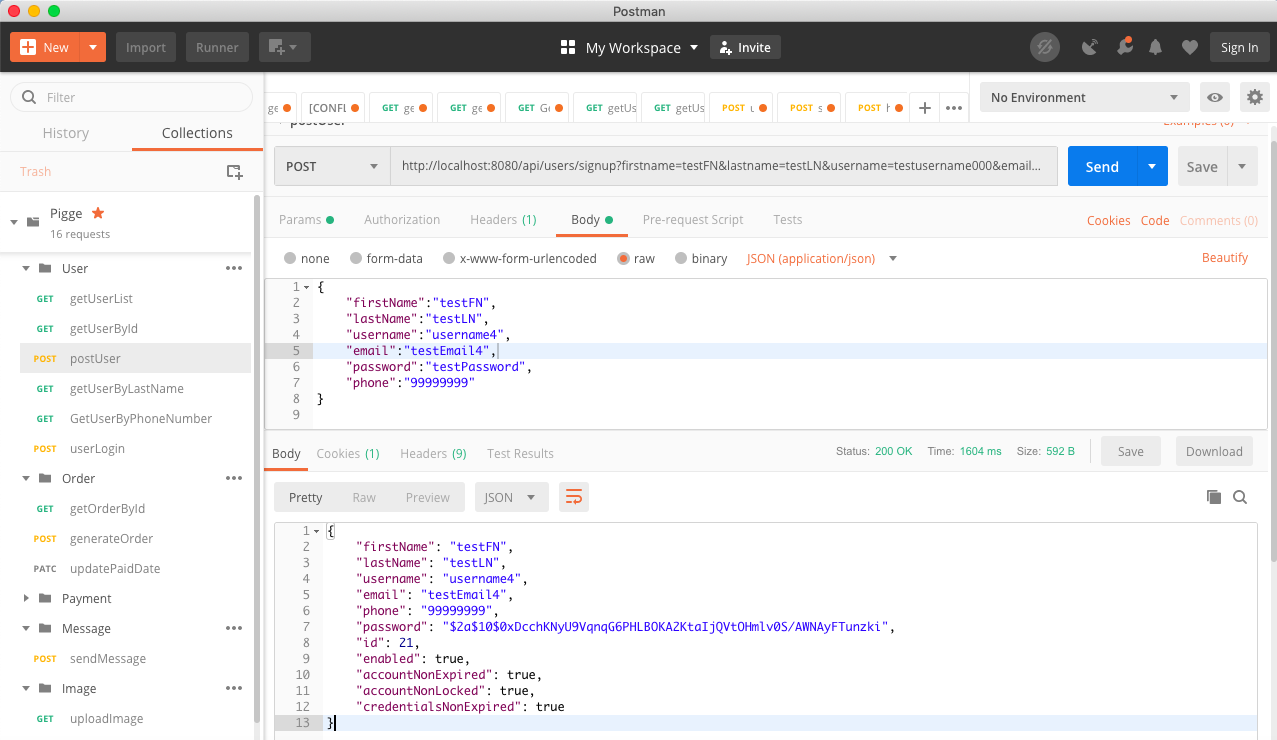 Postman
New
Import
Runner
My Workspace
Invite
Sign In
Filter
History
Collections
Trash
Pigge
16 requests
User
GET getUserList
GET getUserById
POST postUser
GET getUserByLastName
GET GetUserByPhoneNumber
POST userLogin
Order
GET getOrderById
POST generateOrder
PATC updatePaidDate
Payment
Message
POST sendMessage
Image
GET uploadImage
ge
[CONFL
GET ge
GET ge
GET Ge
GET getUs
GET getUs
POST u
POST s
POST h
No Environment
postUser
Examples (0)
POST
http://localhost:8080/api/users/signup?firstname=testFN&lastname=testLN&username=testusername000&email...
Send
Save
Params
Authorization
Headers (1)
Body
Pre-request Script
Tests
Cookies
Code
Comments (0)
none
form-data
x-www-form-urlencoded
raw
binary
JSON (application/json)
Beautify
1 {
2 "firstName":"testFN",
3 "lastName":"testLN",
4 "username":"username4",
5 "email":"testEmail4",
6 "password":"testPassword",
7 "phone":"99999999"
8 }
9
Body
Cookies (1)
Headers (9)
Test Results
Status: 200 OK
Time: 1604 ms
Size: 592 B
Save
Download
Pretty
Raw
Preview
JSON
1 {
2 "firstName": "testFN",
3 "lastName": "testLN",
4 "username": "username4",
5 "email": "testEmail4",
6 "phone": "99999999",
7 "password": "$2a$10$0xDcchKNyU9VqnqG6PHLBOKA2KtaIjQVtOHmlv0S/AWNAyFTunzki",
8 "id": 21,
9 "enabled": true,
10 "accountNonExpired": true,
11 "accountNonLocked": true,
12 "credentialsNonExpired": true
13 }